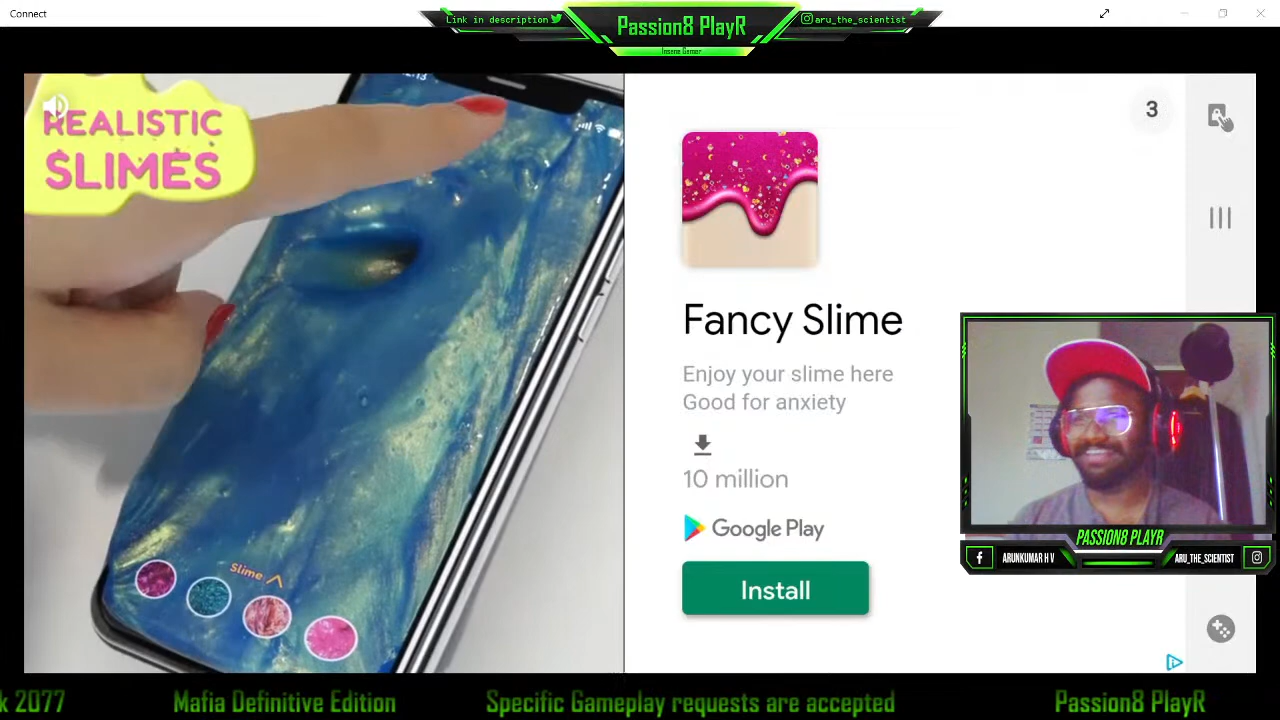 Connect
Link in description
Passion8 PlayR
Insane Gamer
aru_the_scientist
REALISTIC
SLIMES
Slime
3
Fancy Slime
Enjoy your slime here
Good for anxiety
10 million
Google Play
Install
PASSION8 PLAYR
ARUNKUMAR H V
ARU_THE_SCIENTIST
k 2077
Mafia Definitive Edition
Specific Gameplay requests are accepted
Passion8 PlayR